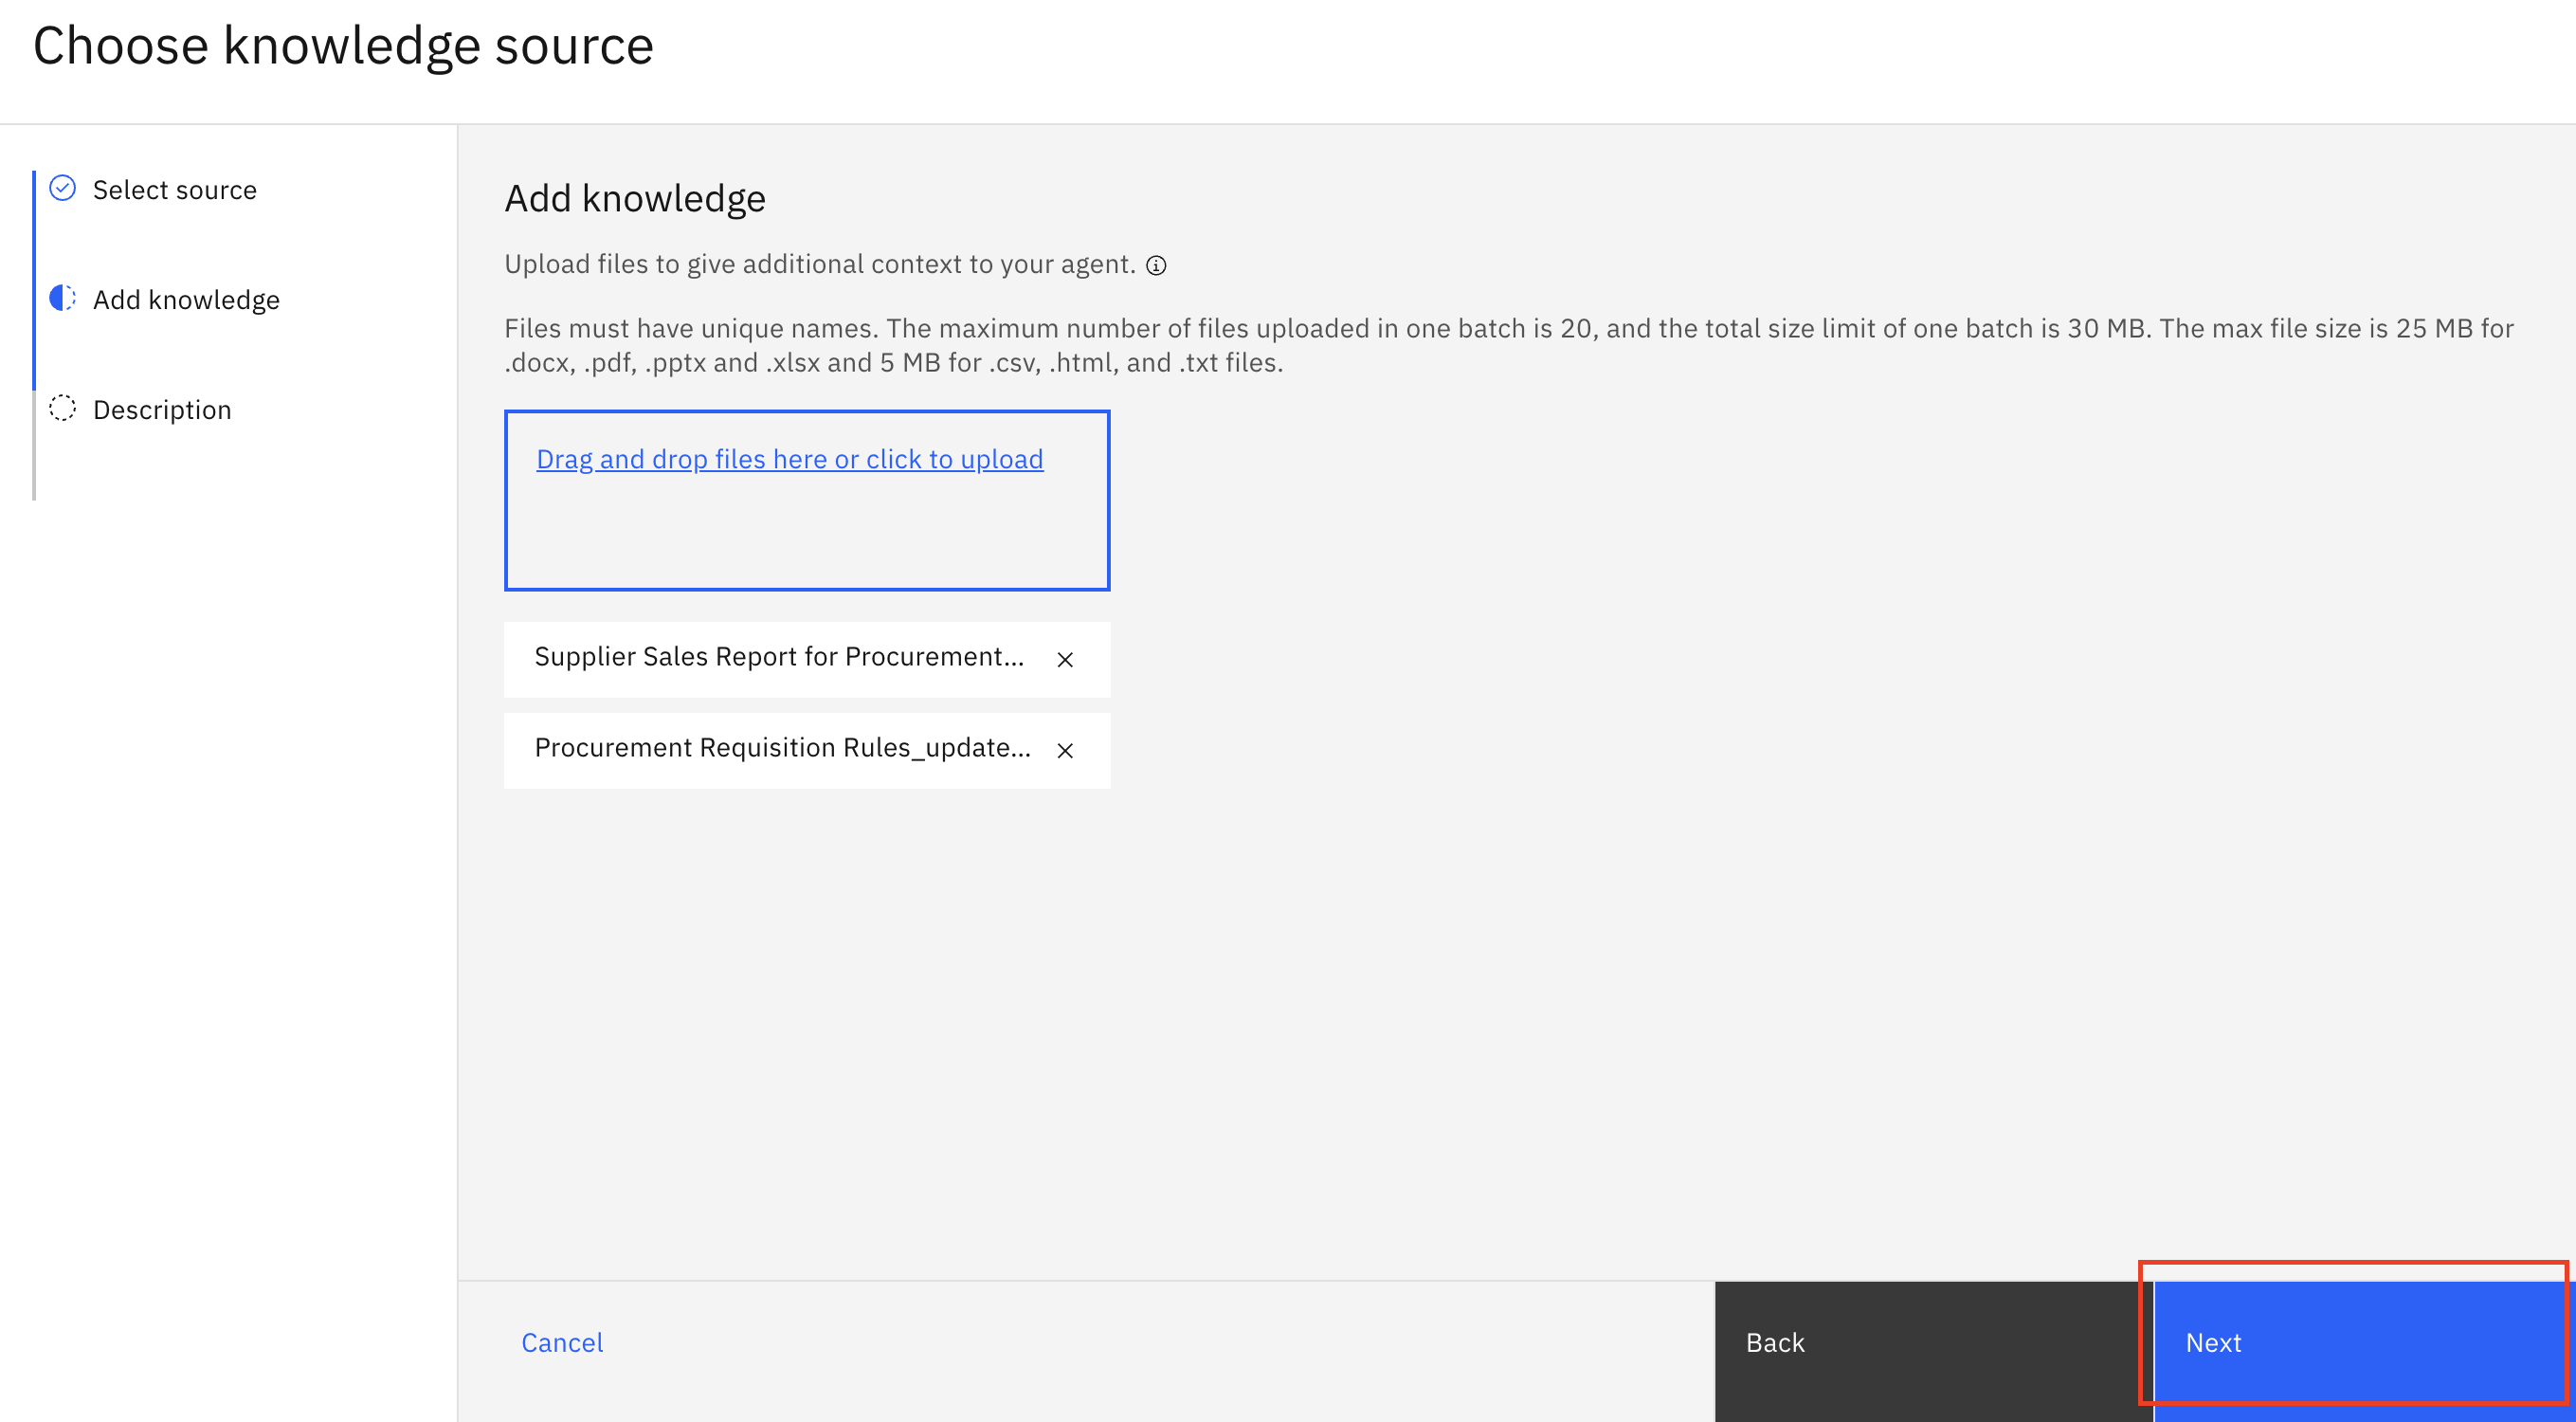 Choose knowledge source
Select source
Add knowledge
Description
Add knowledge
Upload files to give additional context to your agent.
Files must have unique names. The maximum number of files uploaded in one batch is 20, and the total size limit of one batch is 30 MB. The max file size is 25 MB for
.docx, .pdf, .pptx and .xlsx and 5 MB for .csv, .html, and .txt files.
Drag and drop files here or click to upload
Supplier Sales Report for Procurement...
Procurement Requisition Rules_update...
Cancel
Back
Next